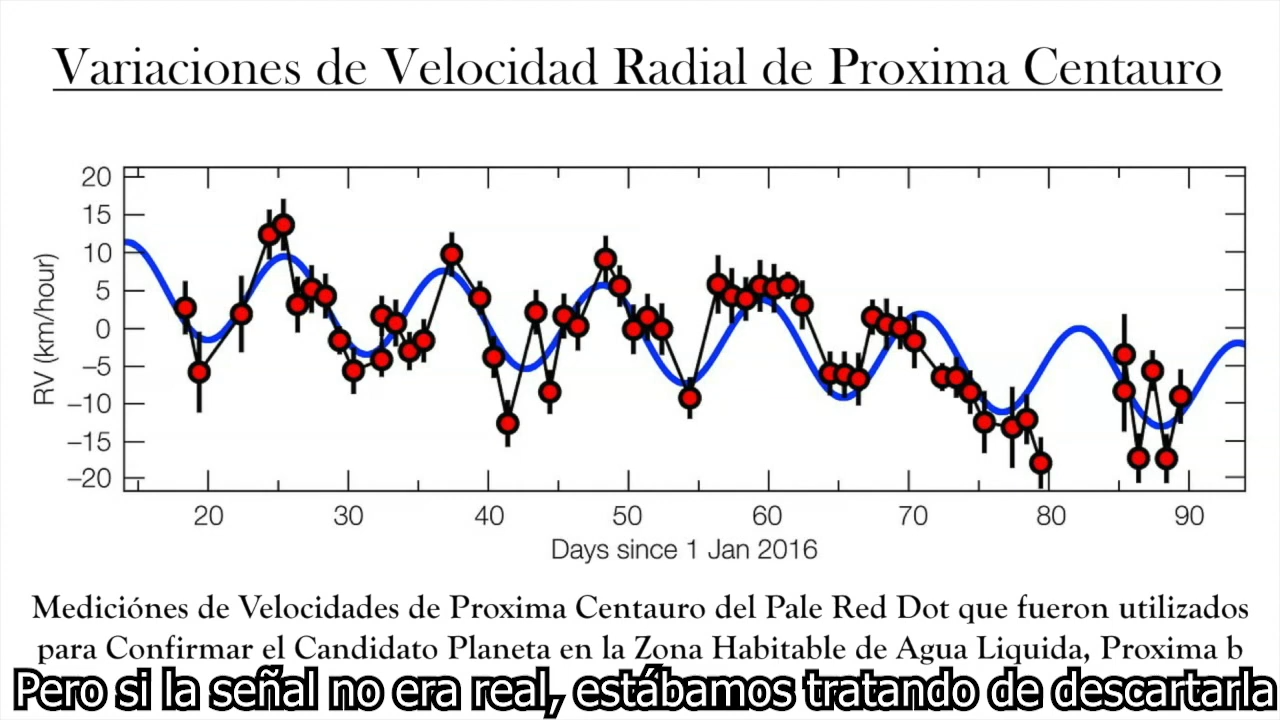 Variaciones de Velocidad Radial de Proxima Centauro
20
15
10
5
0
−5
−10
−15
−20
RV (km/hour)
20 30 40 50 60 70 80 90
Days since 1 Jan 2016
Mediciónes de Velocidades de Proxima Centauro del Pale Red Dot que fueron utilizados
para Confirmar el Candidato Planeta en la Zona Habitable de Agua Liquida, Proxima b
Pero si la señal no era real, estábamos tratando de descartarla